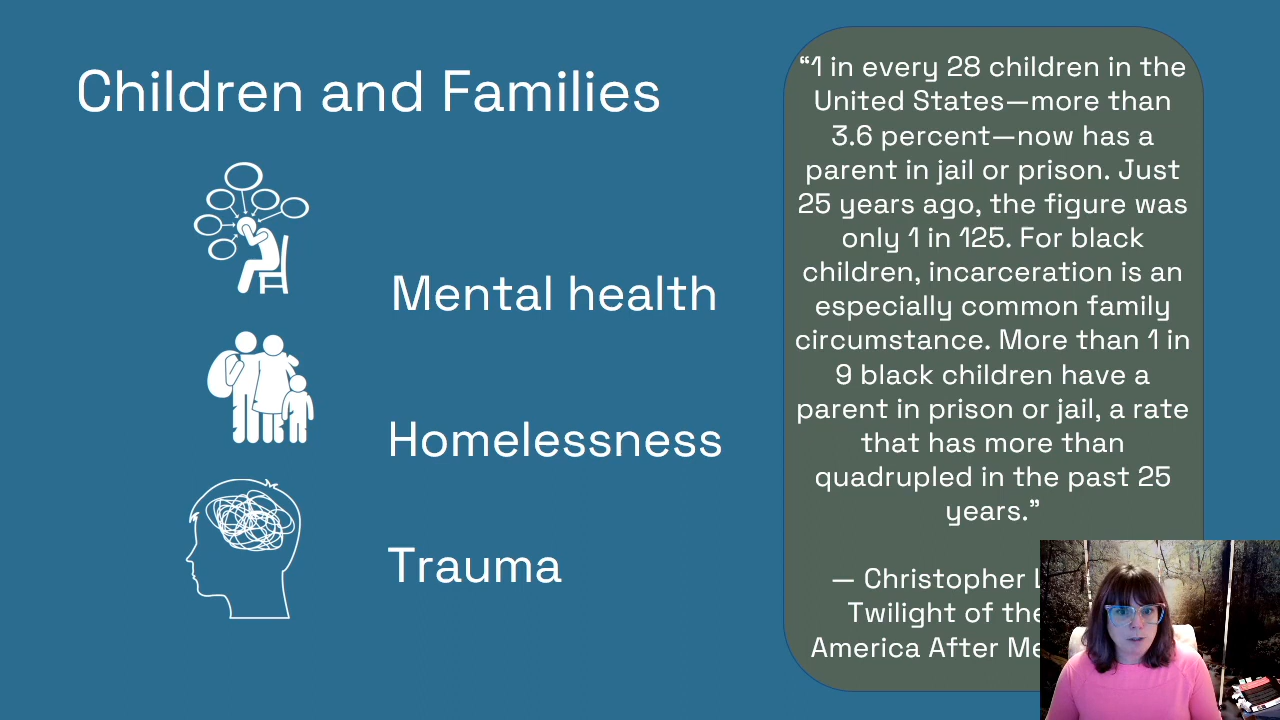 Children and Families
Mental health
Homelessness
Trauma
“1 in every 28 children in the
United States—more than
3.6 percent—now has a
parent in jail or prison. Just
25 years ago, the figure was
only 1 in 125. For black
children, incarceration is an
especially common family
circumstance. More than 1 in
9 black children have a
parent in prison or jail, a rate
that has more than
quadrupled in the past 25
years.”
— Christopher
Twilight of the
America After